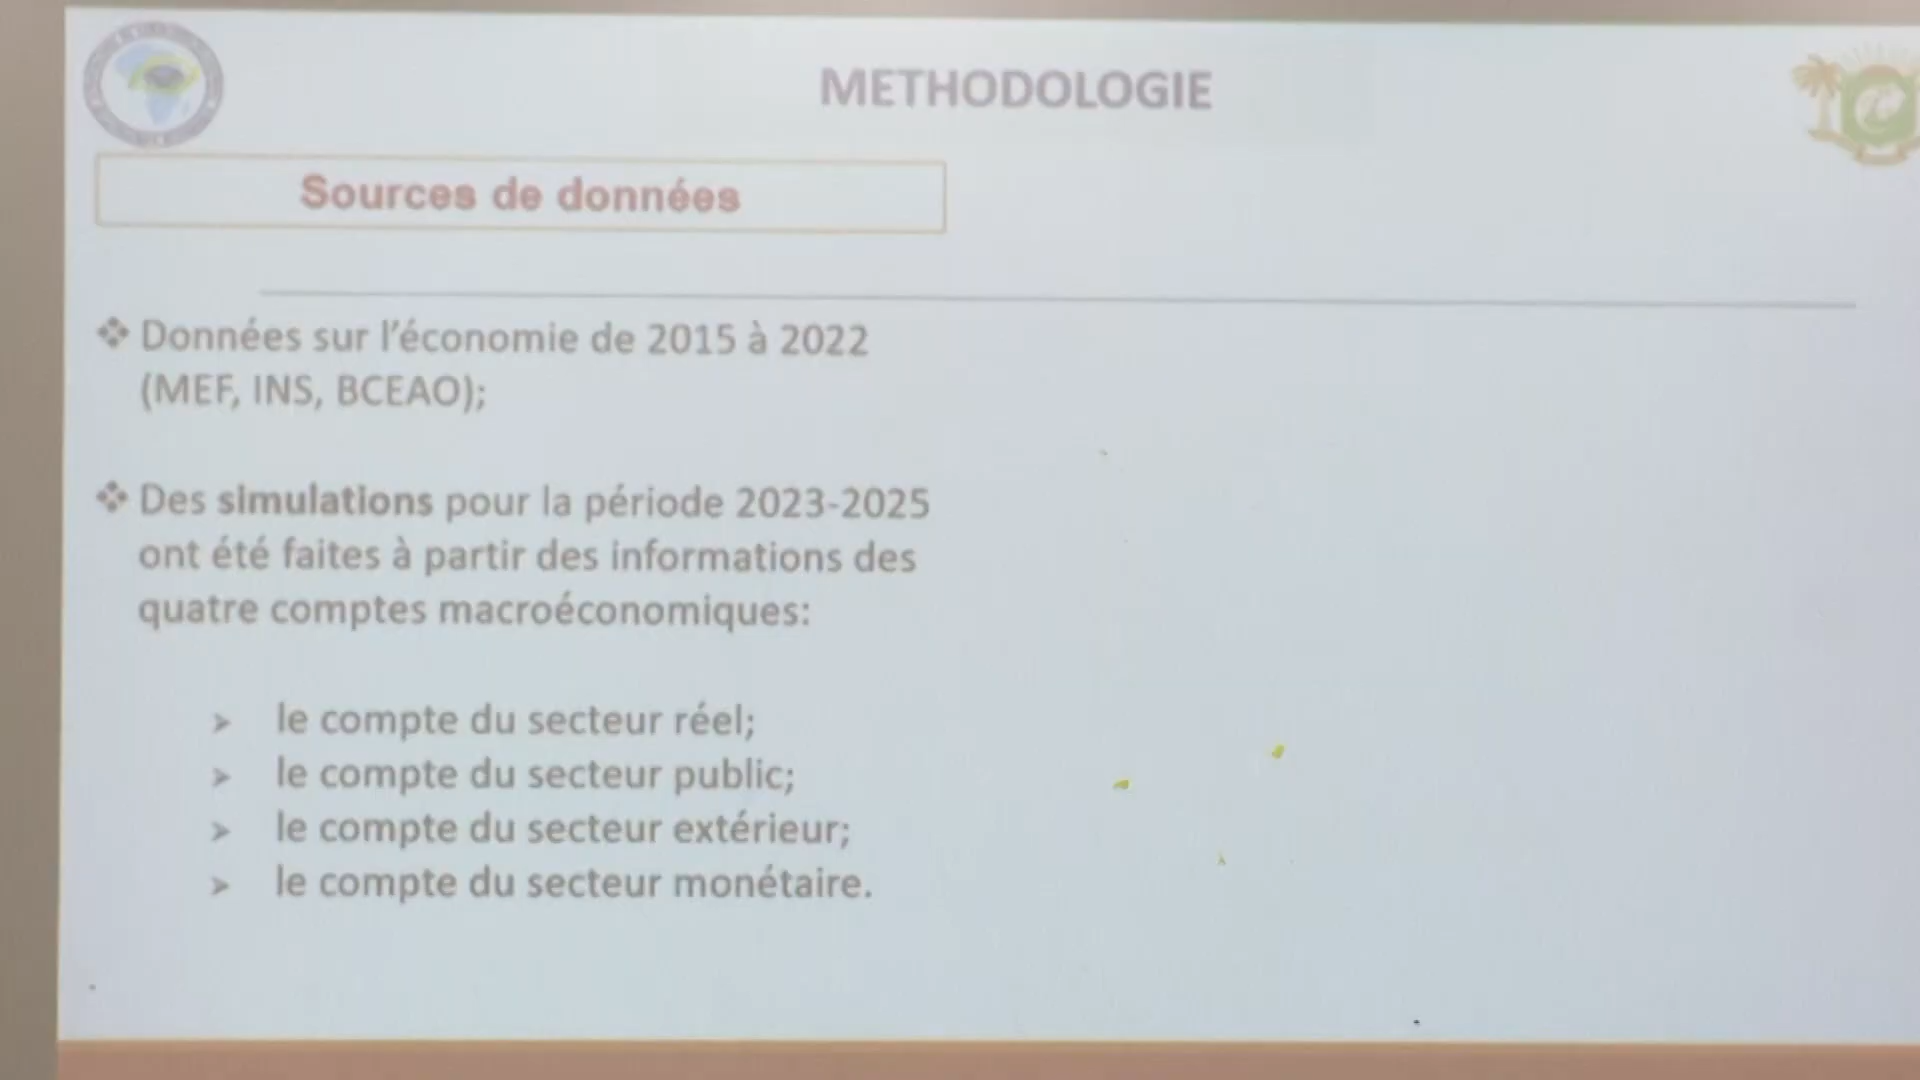 METHODOLOGIE
Sources de données
Données sur l'économie de 2015 à 2022
(MEF, INS, BCEAO);
Des simulations pour la période 2023-2025
ont été faites à partir des informations des
quatre comptes macroéconomiques:
le compte du secteur réel;
le compte du secteur public;
le compte du secteur extérieur;
le compte du secteur monétaire.